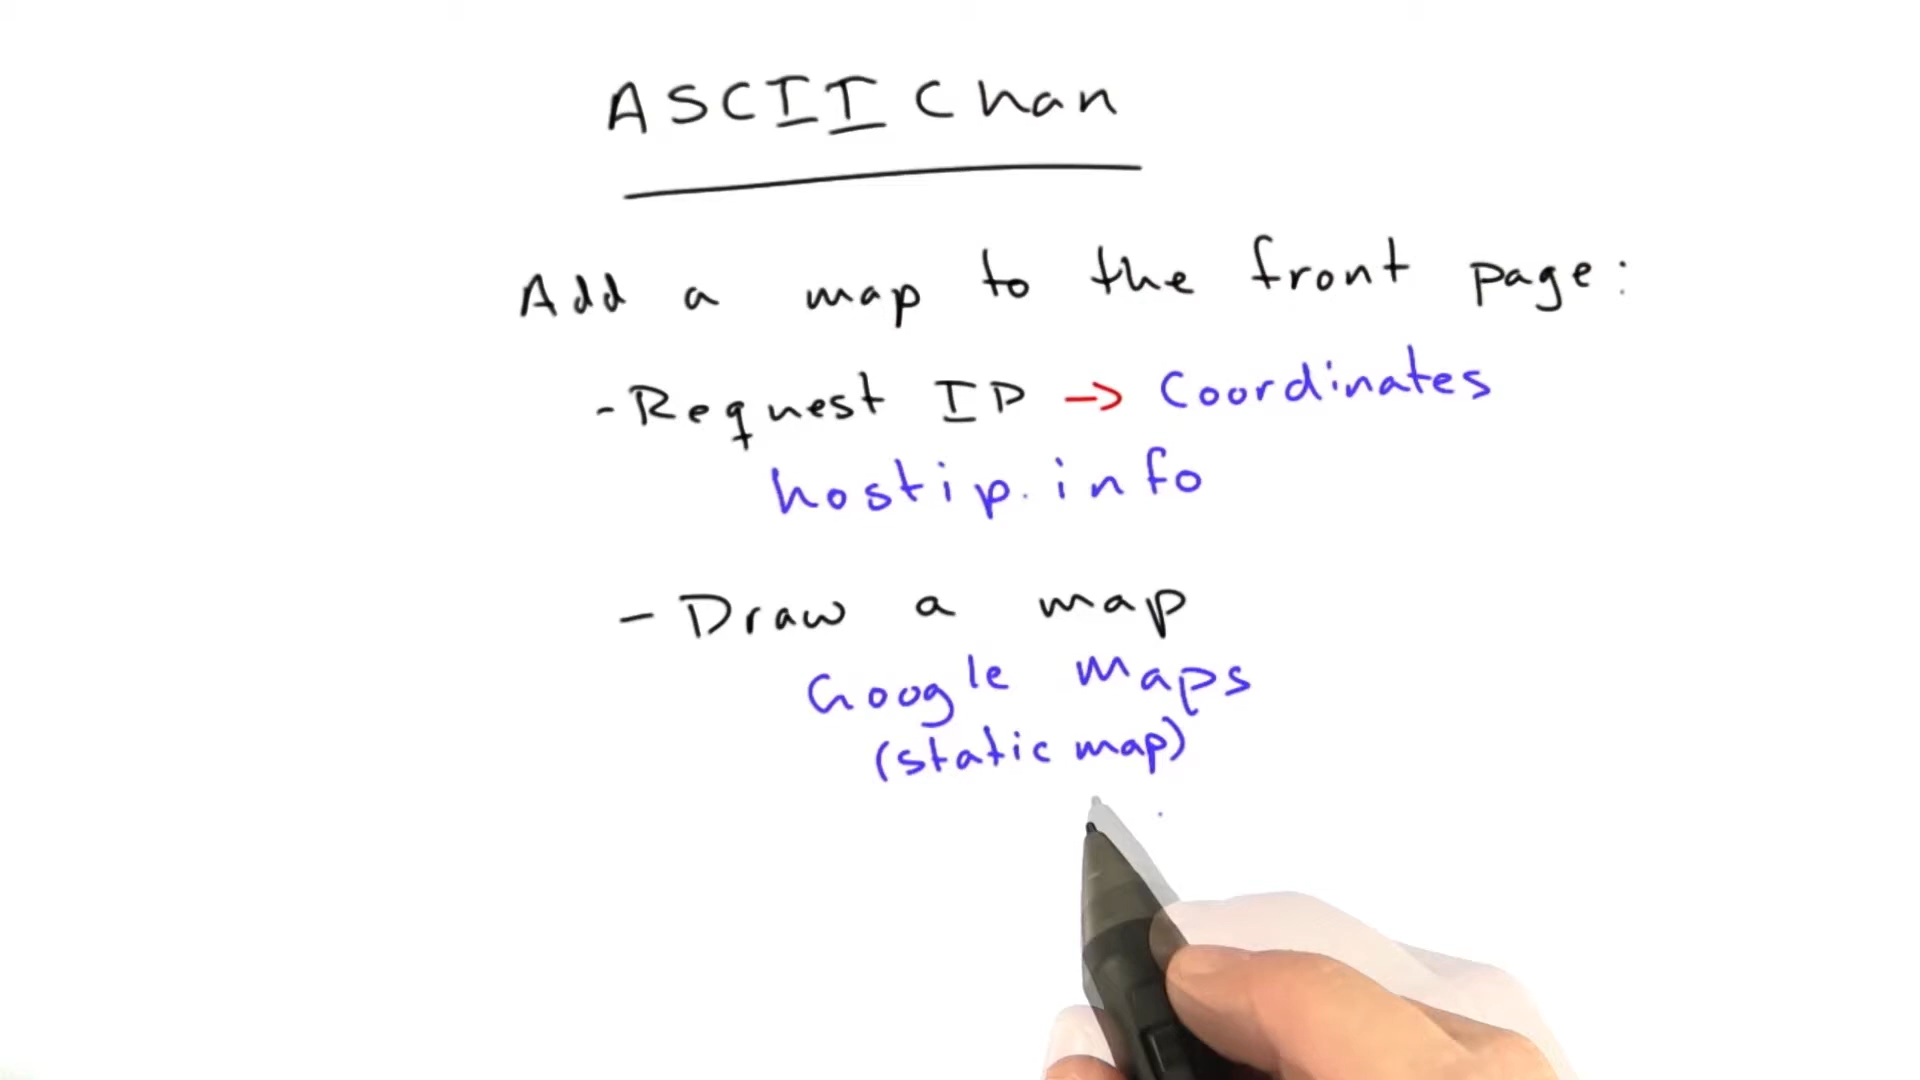 ASCII Chan
Add a map to the front page:
- Request IP → Coordinates
hostip.info
- Draw a map
Google Maps
(static map)